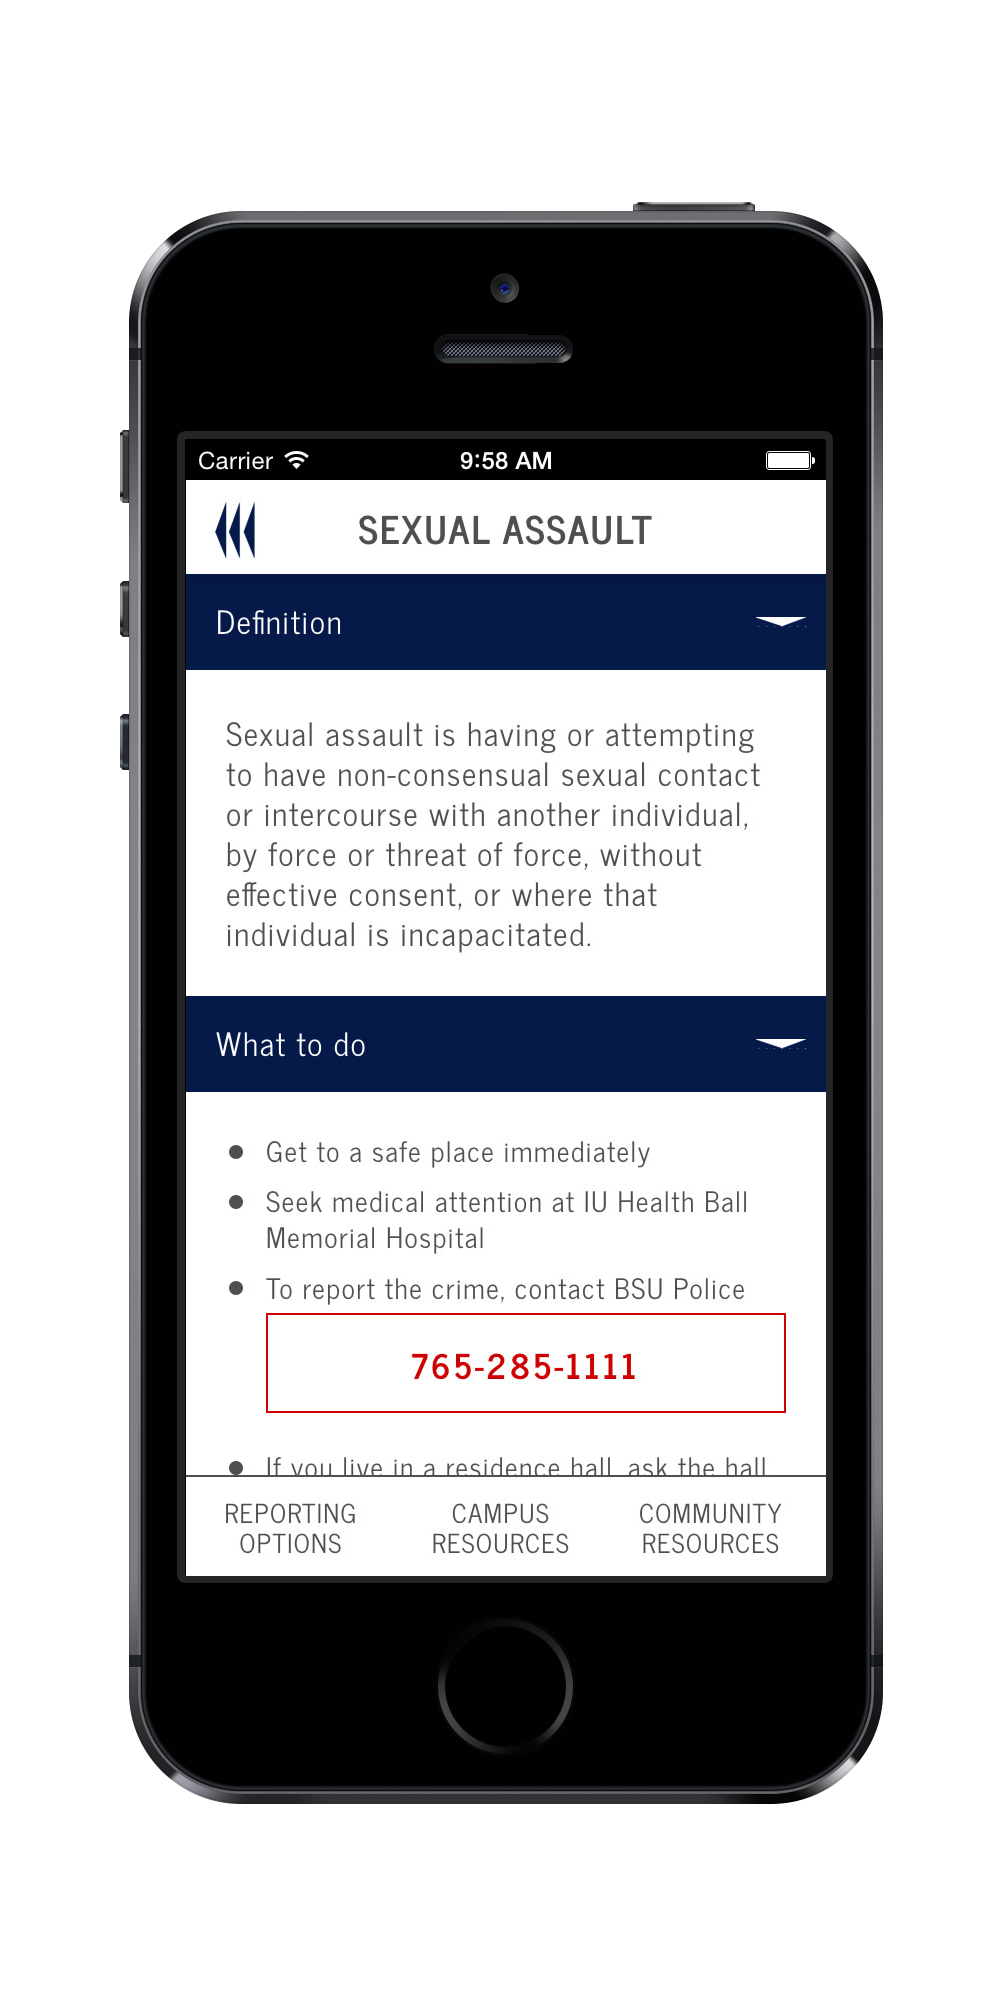 Carrier 9:58 AM
SEXUAL ASSAULT
Definition
Sexual assault is having or attempting
to have non-consensual sexual contact
or intercourse with another individual,
by force or threat of force, without
effective consent, or where that
individual is incapacitated.
What to do
• Get to a safe place immediately
• Seek medical attention at IU Health Ball
Memorial Hospital
• To report the crime, contact BSU Police
765-285-1111
• If you live in a residence hall, ask the hall
REPORTING
OPTIONS
CAMPUS
RESOURCES
COMMUNITY
RESOURCES